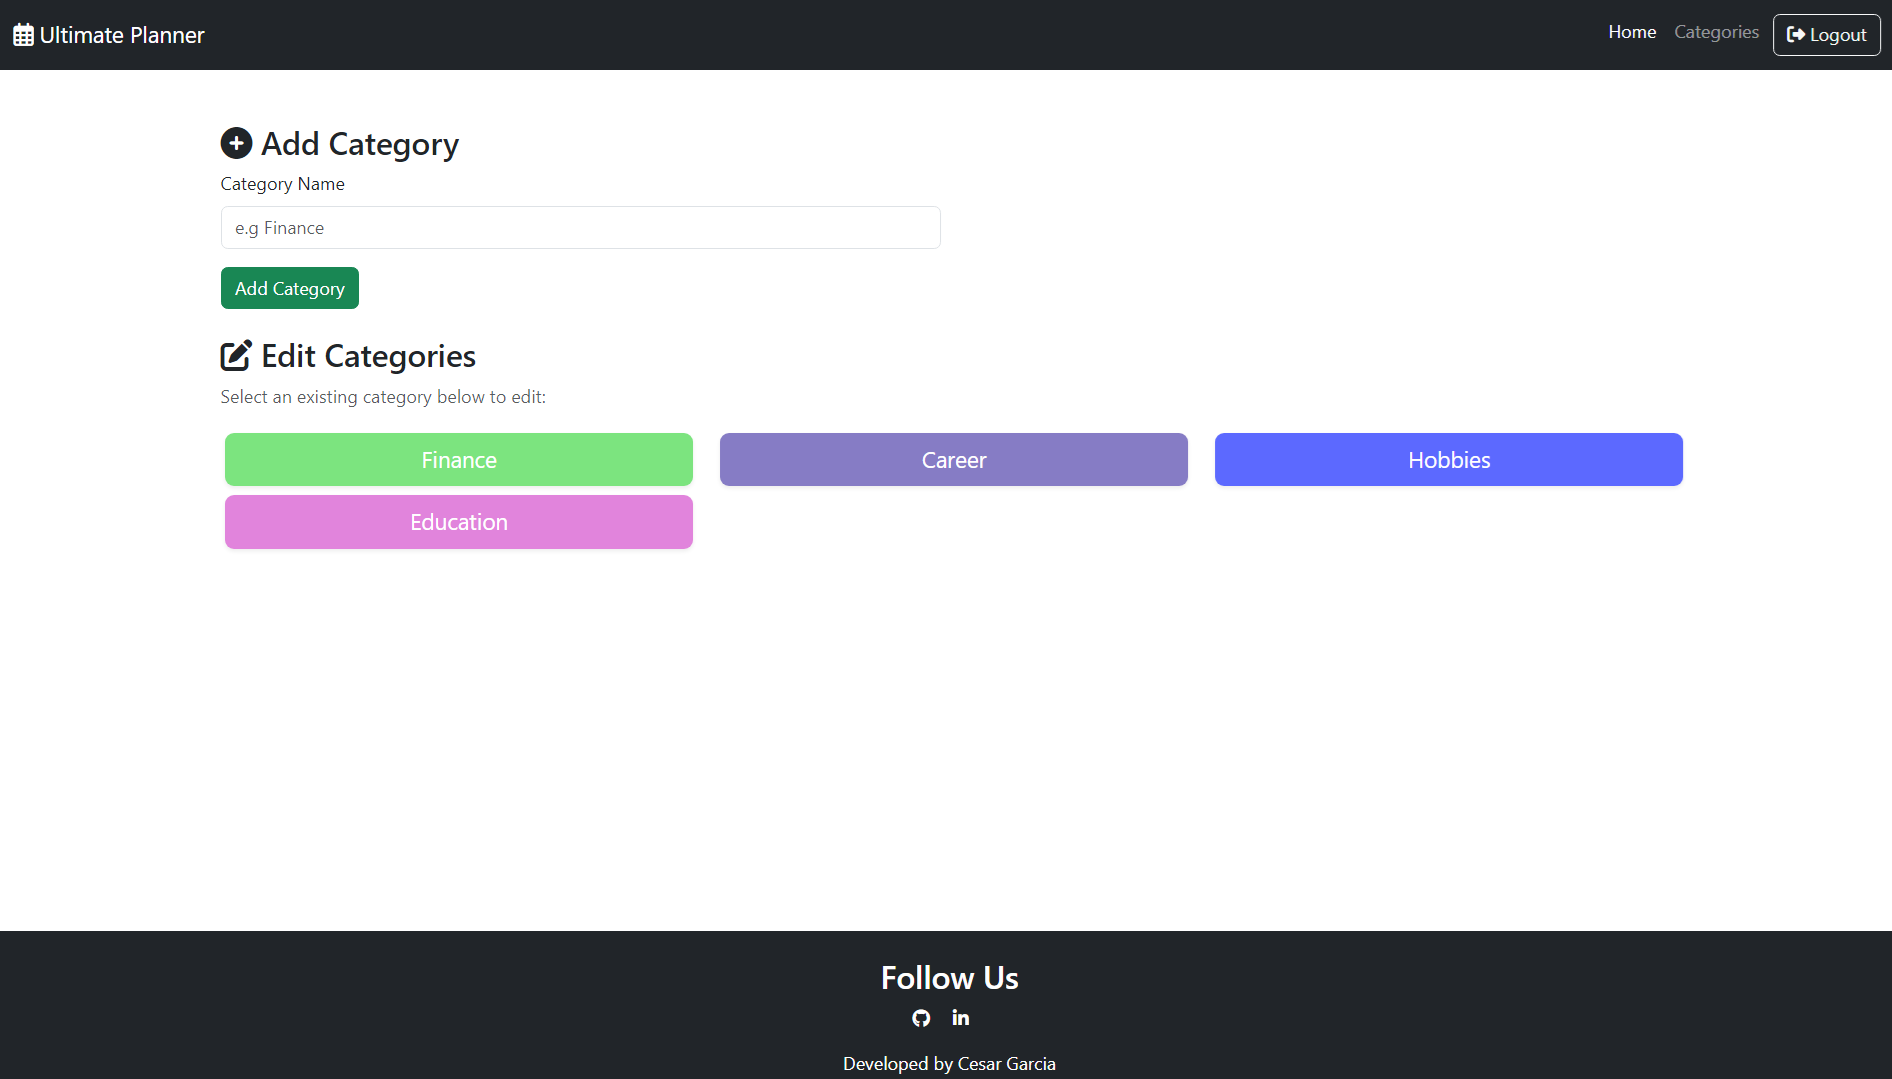 Ultimate Planner
Home Categories Logout
Add Category
Category Name
e.g Finance
Add Category
Edit Categories
Select an existing category below to edit:
Finance Career Hobbies
Education
Follow Us
Developed by Cesar Garcia